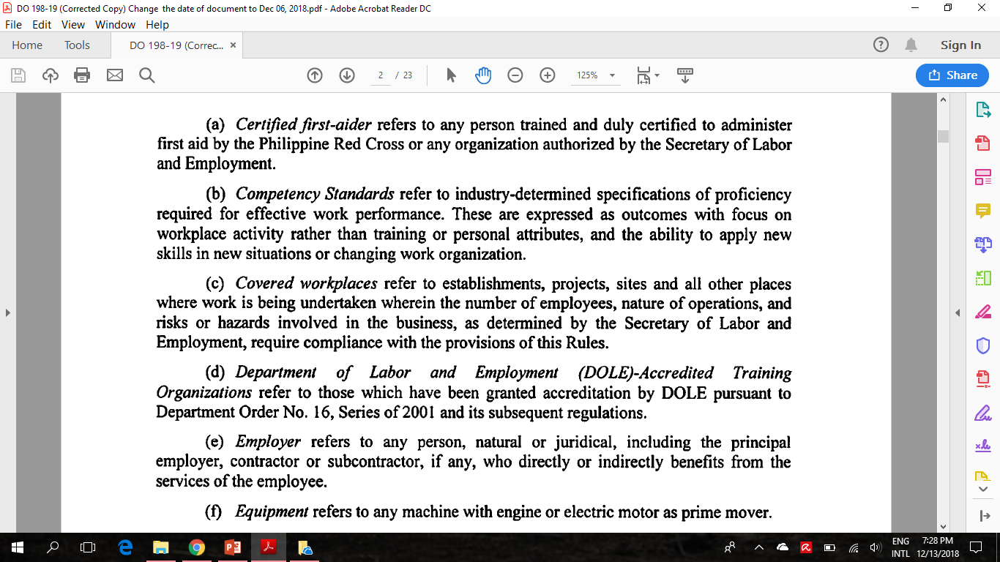 DO 198-19 (Corrected Copy) Change the date of document to Dec 06, 2018.pdf - Adobe Acrobat Reader DC
File Edit View Window Help
Home Tools DO 198-19 (Correc... × Sign In
2 / 23 125% Share
(a) Certified first-aider refers to any person trained and duly certified to administer
first aid by the Philippine Red Cross or any organization authorized by the Secretary of Labor
and Employment.
(b) Competency Standards refer to industry-determined specifications of proficiency
required for effective work performance. These are expressed as outcomes with focus on
workplace activity rather than training or personal attributes, and the ability to apply new
skills in new situations or changing work organization.
(c) Covered workplaces refer to establishments, projects, sites and all other places
where work is being undertaken wherein the number of employees, nature of operations, and
risks or hazards involved in the business, as determined by the Secretary of Labor and
Employment, require compliance with the provisions of this Rules.
(d) Department of Labor and Employment (DOLE)-Accredited Training
Organizations refer to those which have been granted accreditation by DOLE pursuant to
Department Order No. 16, Series of 2001 and its subsequent regulations.
(e) Employer refers to any person, natural or juridical, including the principal
employer, contractor or subcontractor, if any, who directly or indirectly benefits from the
services of the employee.
(f) Equipment refers to any machine with engine or electric motor as prime mover.
ENG 7:28 PM
INTL 12/13/2018